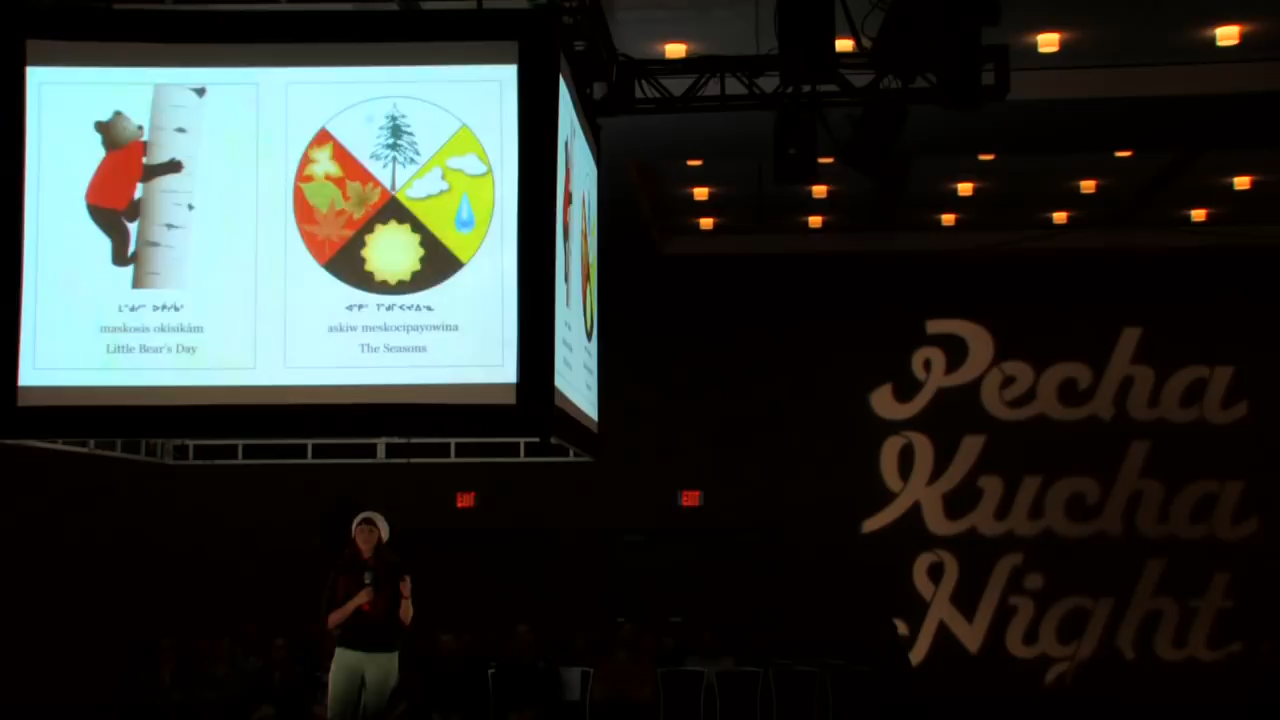 maskosis okisikâm
Little Bear's Day
askiw meskocipayowina
The Seasons
EXIT
EXIT
Pecha
Kucha
Night